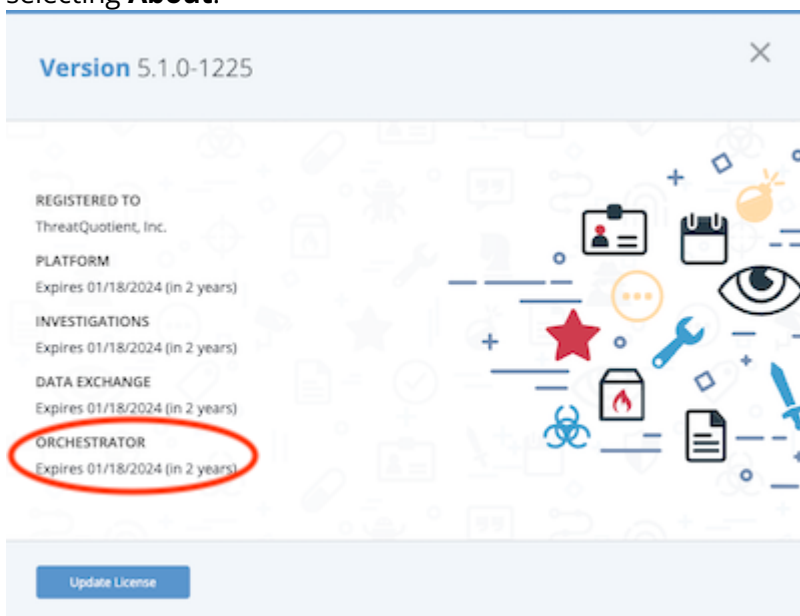 selecting About.
Version 5.1.0-1225
REGISTERED TO
ThreatQuotient, Inc.
PLATFORM
Expires 01/18/2024 (in 2 years)
INVESTIGATIONS
Expires 01/18/2024 (in 2 years)
DATA EXCHANGE
Expires 01/18/2024 (in 2 years)
ORCHESTRATOR
Expires 01/18/2024 (in 2 years)
Update License